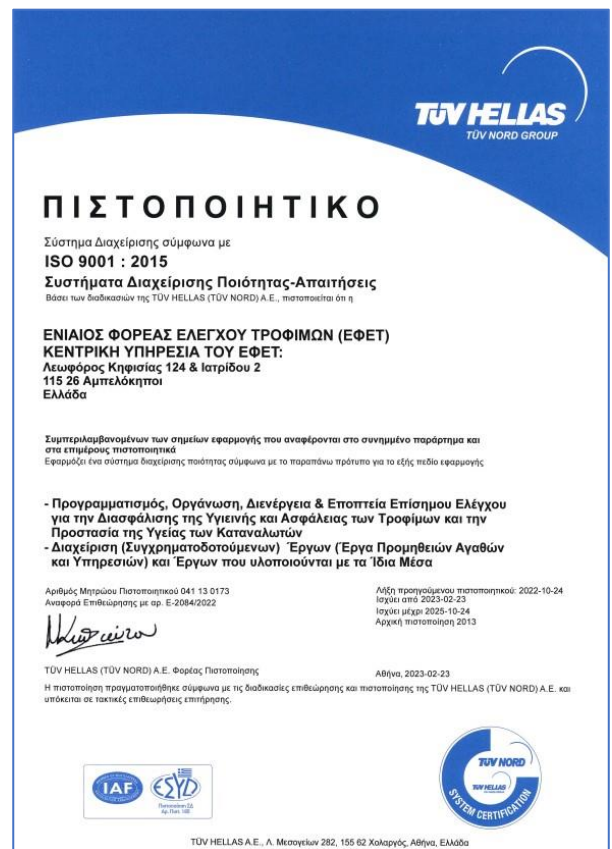 TÜV HELLAS
TÜV NORD GROUP
ΠΙΣΤΟΠΟΙΗΤΙΚΟ
Σύστημα Διαχείρισης σύμφωνα με
ISO 9001 : 2015
Συστήματα Διαχείρισης Ποιότητας-Απαιτήσεις
Βάσει των διαδικασιών της TÜV HELLAS (TÜV NORD) A.E., πιστοποιείται ότι η
ΕΝΙΑΙΟΣ ΦΟΡΕΑΣ ΕΛΕΓΧΟΥ ΤΡΟΦΙΜΩΝ (ΕΦΕΤ)
ΚΕΝΤΡΙΚΗ ΥΠΗΡΕΣΙΑ ΤΟΥ ΕΦΕΤ:
Λεωφόρος Κηφισίας 124 & Ιατρίδου 2
115 26 Αμπελόκηποι
Ελλάδα
Συμπεριλαμβανομένων των σημείων εφαρμογής που αναφέρονται στο συνημμένο παράρτημα και
στα επιμέρους πιστοποιητικά
Εφαρμόζει ένα σύστημα διαχείρισης ποιότητας σύμφωνα με το παραπάνω πρότυπο για το εξής πεδίο εφαρμογής
- Προγραμματισμός, Οργάνωση, Διενέργεια & Εποπτεία Επίσημου Ελέγχου
για την Διασφάλισης της Υγιεινής και Ασφάλειας των Τροφίμων και την
Προστασία της Υγείας των Καταναλωτών
- Διαχείριση (Συγχρηματοδοτούμενων) Έργων (Έργα Προμηθειών Αγαθών
και Υπηρεσιών) και Έργων που υλοποιούνται με τα Ίδια Μέσα
Αριθμός Μητρώου Πιστοποιητικού 041 13 0173
Αναφορά Επιθεώρησης με αρ. E-2084/2022
Λήξη προηγούμενου πιστοποιητικού: 2022-10-24
Ισχύει από 2023-02-23
Ισχύει μέχρι 2025-10-24
Αρχική πιστοποίηση 2013
TÜV HELLAS (TÜV NORD) A.E. Φορέας Πιστοποίησης
Αθήνα, 2023-02-23
Η πιστοποίηση πραγματοποιήθηκε σύμφωνα με τις διαδικασίες επιθεώρησης και πιστοποίησης της TÜV HELLAS (TÜV NORD) A.E. και
υπόκειται σε τακτικές επιθεωρήσεις επιτήρησης.
IAF
ΕΣΥΔ
Πιστοποίηση ΣΔ
Αρ. Πιστ. 160
TÜV NORD
TÜV HELLAS
SYSTEM CERTIFICATION
TÜV HELLAS A.E., Λ. Μεσογείων 282, 155 62 Χολαργός, Αθήνα, Ελλάδα